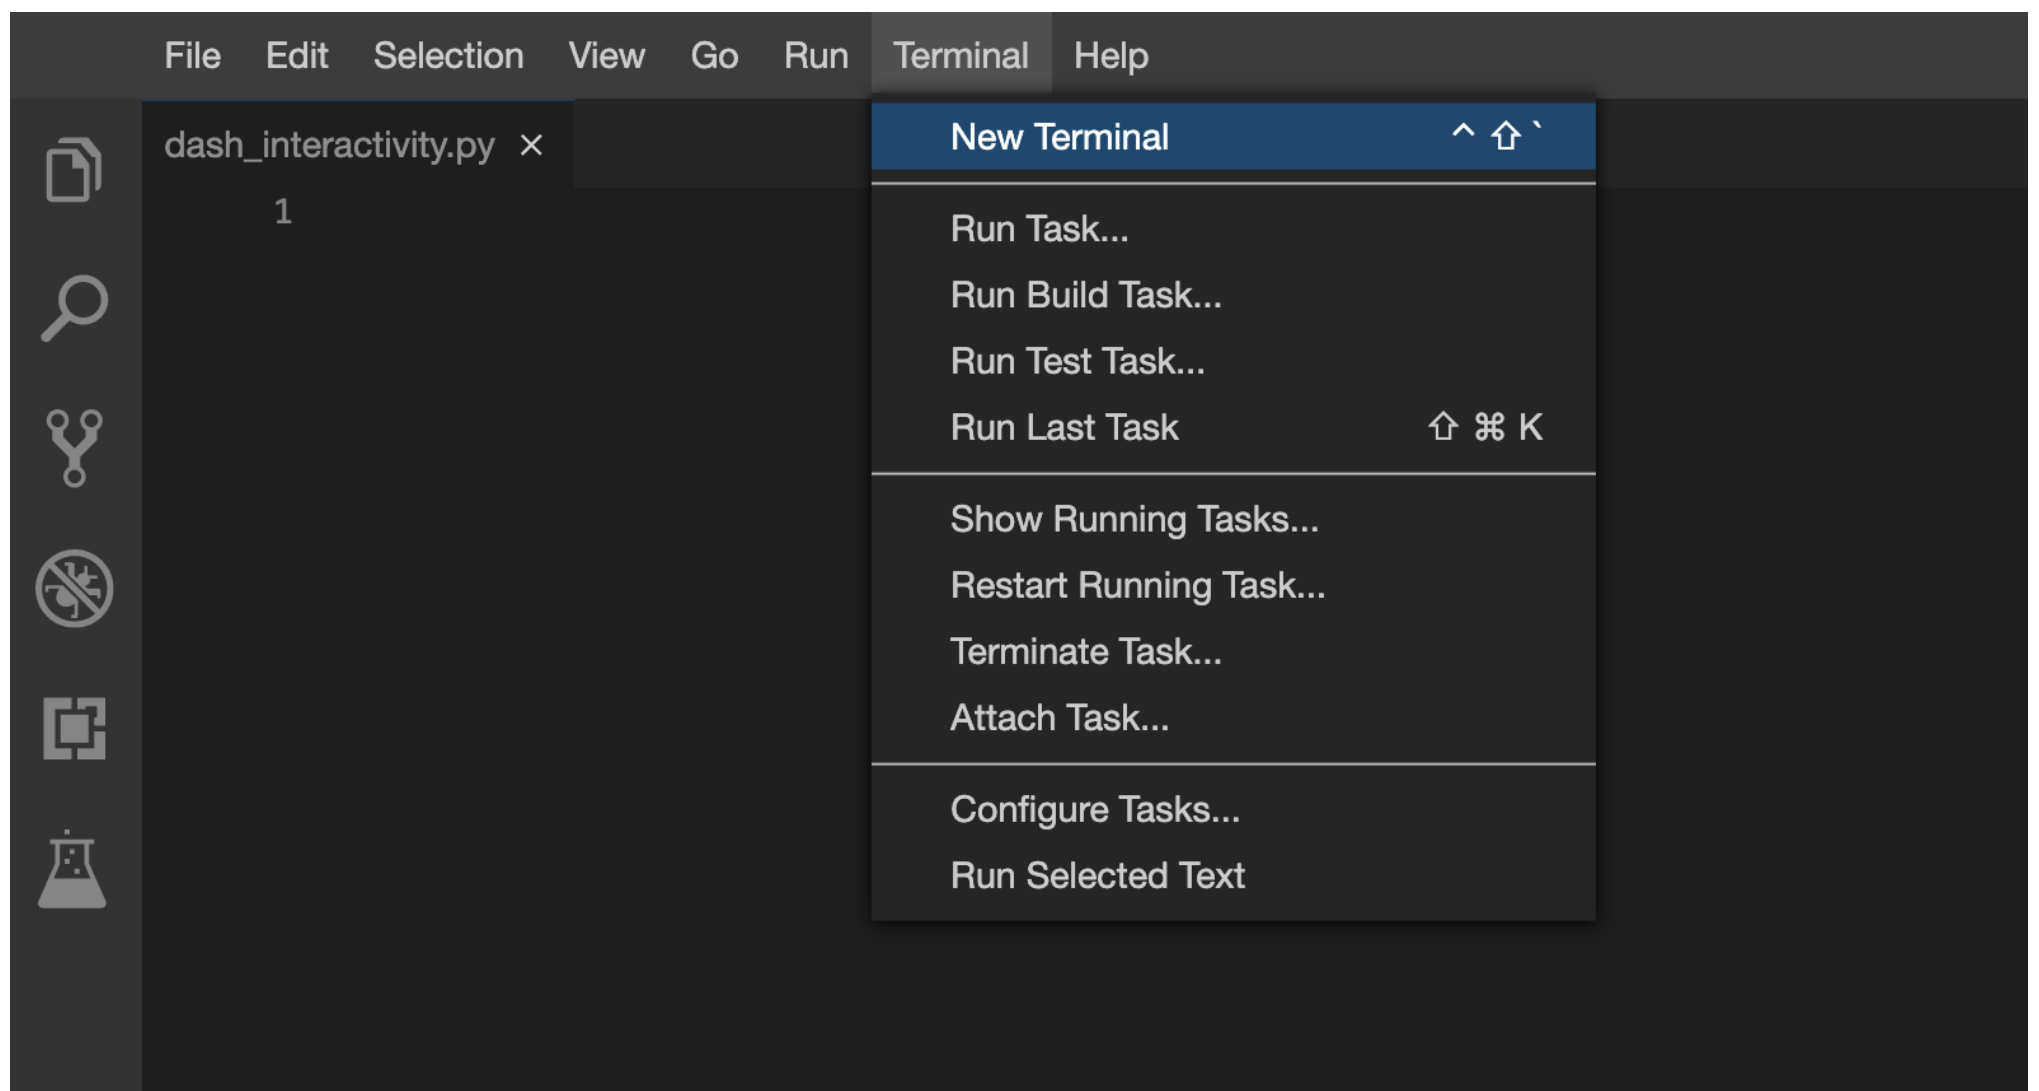 File Edit Selection View Go Run Terminal Help
dash_interactivity.py ×
1
New Terminal ^ ⇧ `
Run Task...
Run Build Task...
Run Test Task...
Run Last Task ⇧ ⌘ K
Show Running Tasks...
Restart Running Task...
Terminate Task...
Attach Task...
Configure Tasks...
Run Selected Text